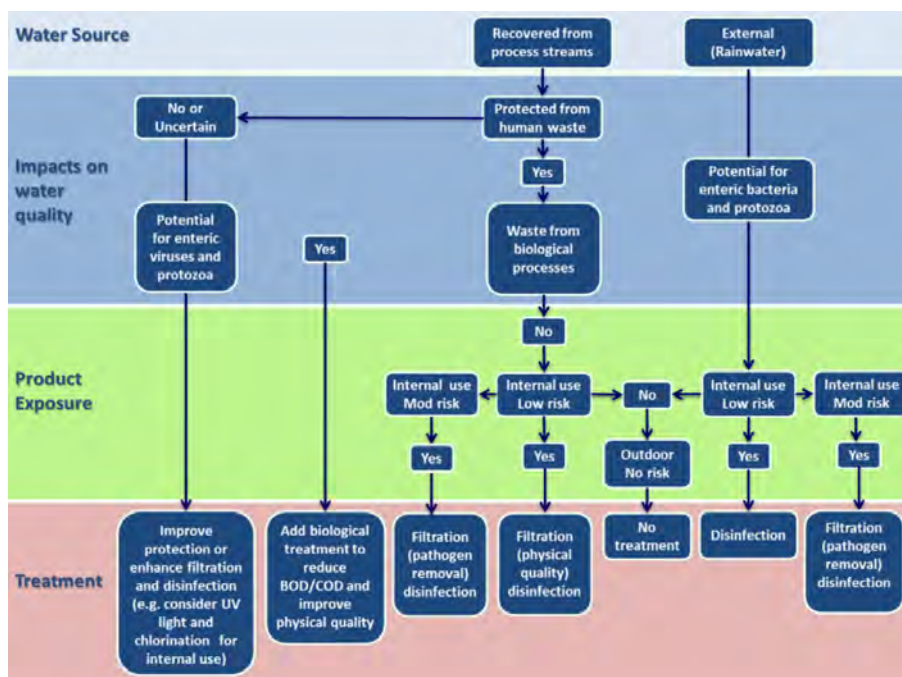 Water Source
Recovered from
process streams
External
(Rainwater)
Impacts on
water
quality
No or
Uncertain
Protected from
human waste
Yes
Potential for
enteric bacteria
and protozoa
Potential
for enteric
viruses and
protozoa
Yes
Waste from
biological
processes
No
Product
Exposure
Internal use
Mod risk
Internal use
Low risk
No
Internal use
Low risk
Internal use
Mod risk
Yes
Yes
Outdoor
No risk
Yes
Yes
Treatment
Improve
protection or
enhance filtration
and disinfection
(e.g. consider UV
light and
chlorination for
internal use)
Add biological
treatment to
reduce
BOD/COD and
improve
physical quality
Filtration
(pathogen
removal)
disinfection
Filtration
(physical
quality)
disinfection
No
treatment
Disinfection
Filtration
(pathogen
removal)
disinfection